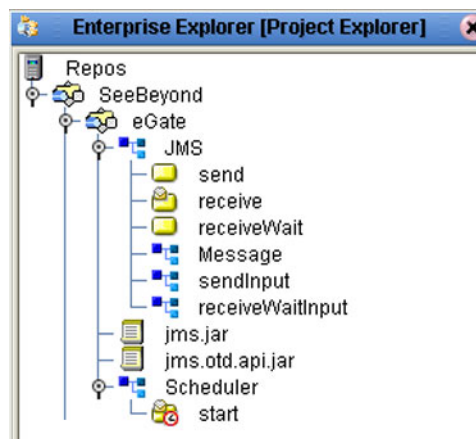 Enterprise Explorer [Project Explorer]
Repos
SeeBeyond
eGate
JMS
send
receive
receiveWait
Message
sendInput
receiveWaitInput
jms.jar
jms.otd.api.jar
Scheduler
start